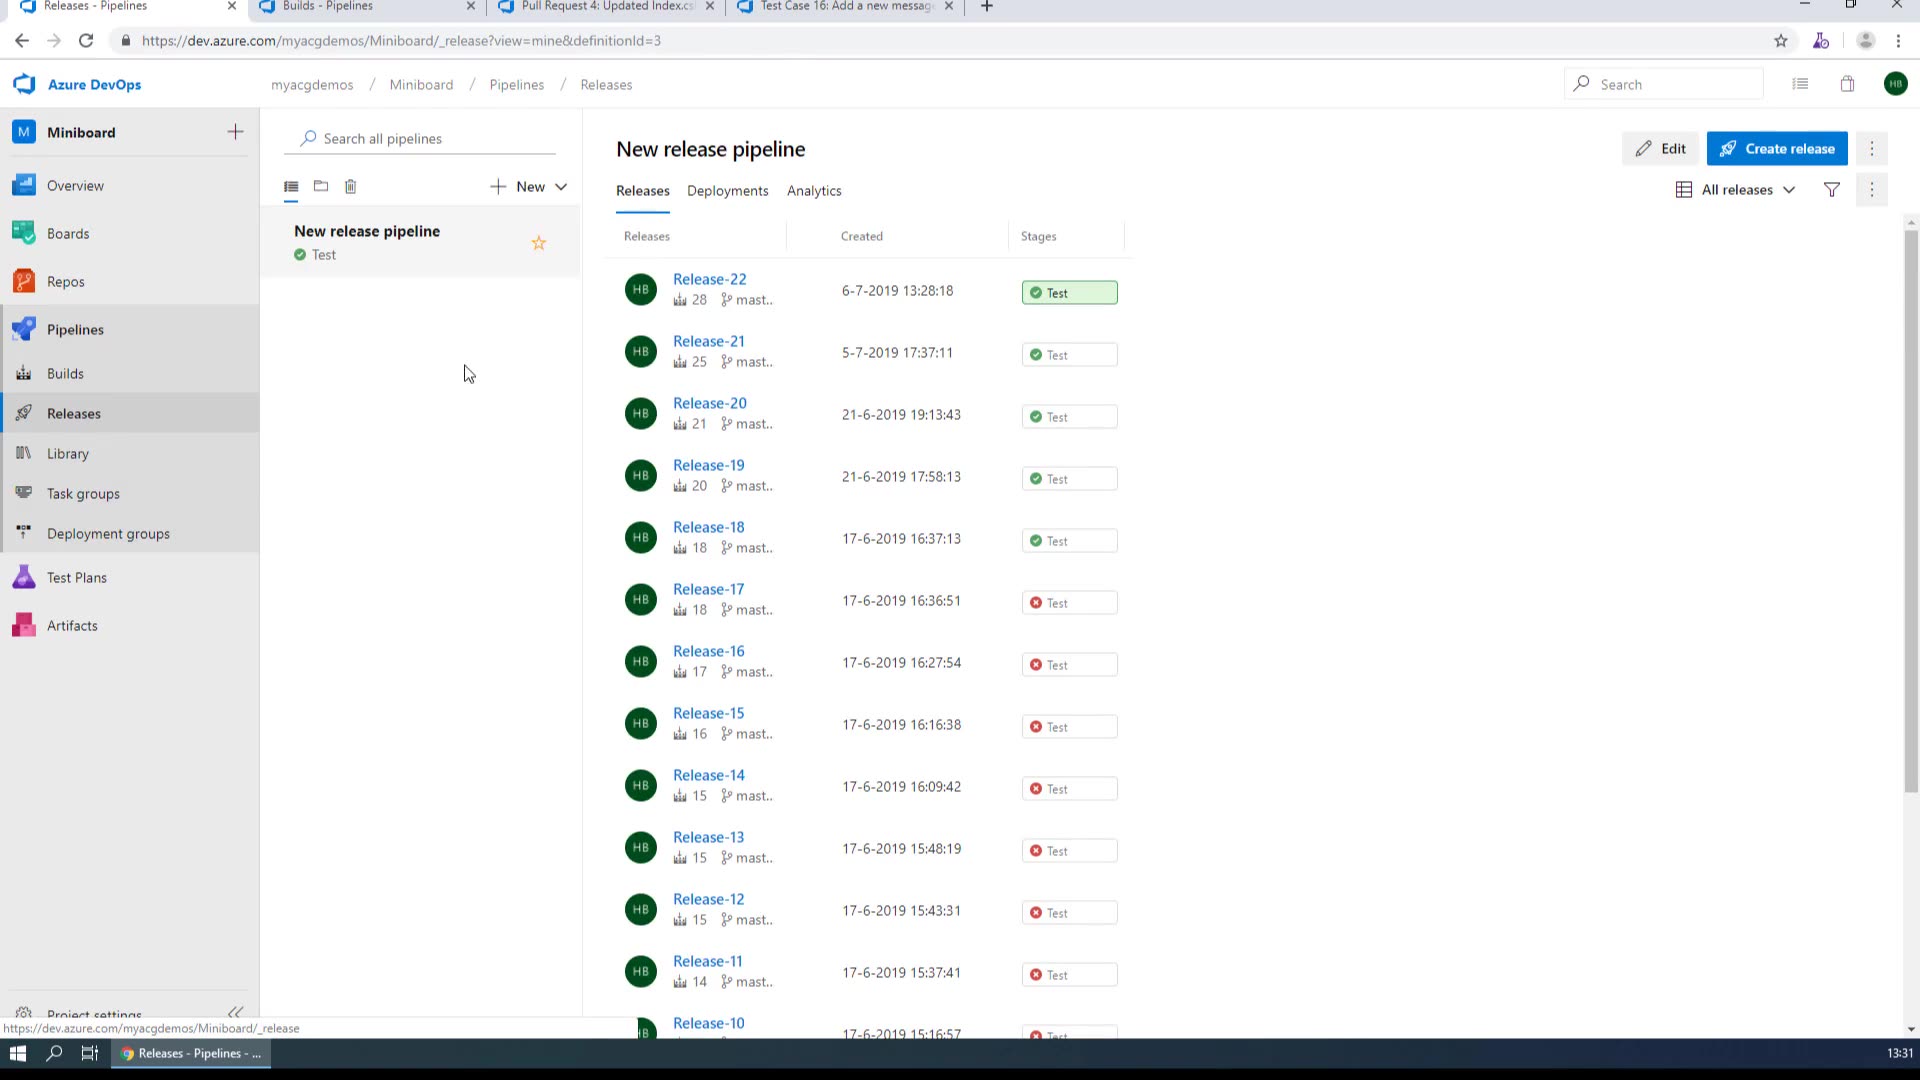 Releases - Pipelines
Builds - Pipelines
Pull Request 4: Updated Index.cs
Test Case 16: Add a new messag
https://dev.azure.com/myacgdemos/Miniboard/_release?view=mine&definitionId=3
Azure DevOps
myacgdemos / Miniboard / Pipelines / Releases
Search
HB
M Miniboard
Overview
Boards
Repos
Pipelines
Builds
Releases
Library
Task groups
Deployment groups
Test Plans
Artifacts
Project settings
https://dev.azure.com/myacgdemos/Miniboard/_release
Search all pipelines
New
New release pipeline
Test
New release pipeline
Edit
Create release
Releases Deployments Analytics
All releases
Releases Created Stages
HB Release-22 6-7-2019 13:28:18 Test
28 mast..
HB Release-21 5-7-2019 17:37:11 Test
25 mast..
HB Release-20 21-6-2019 19:13:43 Test
21 mast..
HB Release-19 21-6-2019 17:58:13 Test
20 mast..
HB Release-18 17-6-2019 16:37:13 Test
18 mast..
HB Release-17 17-6-2019 16:36:51 Test
18 mast..
HB Release-16 17-6-2019 16:27:54 Test
17 mast..
HB Release-15 17-6-2019 16:16:38 Test
16 mast..
HB Release-14 17-6-2019 16:09:42 Test
15 mast..
HB Release-13 17-6-2019 15:48:19 Test
15 mast..
HB Release-12 17-6-2019 15:43:31 Test
15 mast..
HB Release-11 17-6-2019 15:37:41 Test
14 mast..
HB Release-10 17-6-2019 15:16:57 Test
Releases - Pipelines - ...
13:31